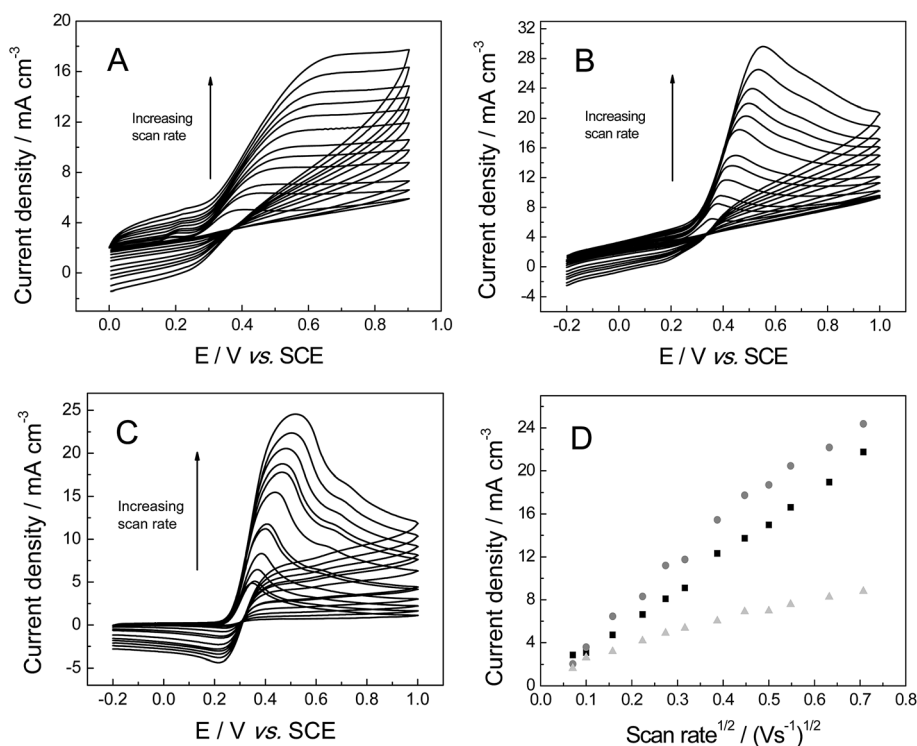 A
Increasing
scan rate
Current density / mA cm-3
20
16
12
8
4
0
0.0 0.2 0.4 0.6 0.8 1.0
E / V vs. SCE
B
Increasing
scan rate
Current density / mA cm-3
32
28
24
20
16
12
8
4
0
-4
-0.2 0.0 0.2 0.4 0.6 0.8 1.0
E / V vs. SCE
C
Increasing
scan rate
Current density / mA cm-3
25
20
15
10
5
0
-5
-0.2 0.0 0.2 0.4 0.6 0.8 1.0
E / V vs. SCE
D
Current density / mA cm-3
24
20
16
12
8
4
0
0.0 0.1 0.2 0.3 0.4 0.5 0.6 0.7 0.8
Scan rate1/2 / (Vs-1)1/2